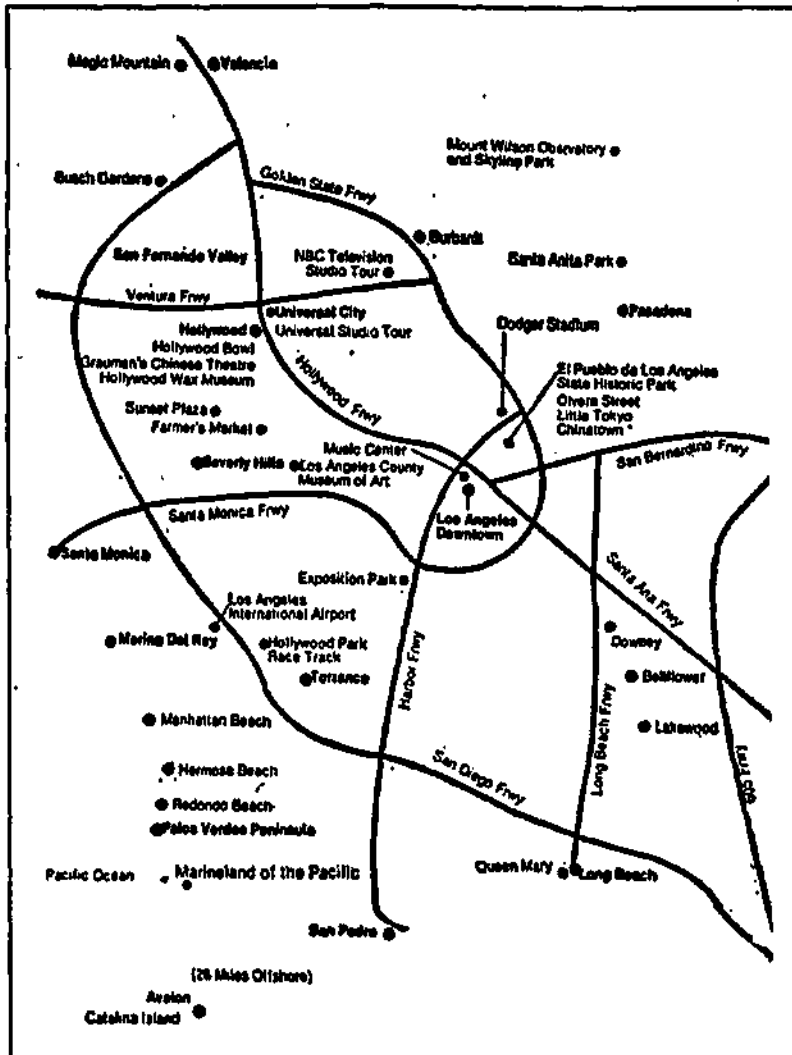 Magic Mountain
Valencia
Mount Wilson Observatory
and Skyline Park
Busch Gardens
Golden State Frwy
Burbank
San Fernando Valley
NBC Television
Studio Tour
Santa Anita Park
Ventura Frwy
Universal City
Universal Studio Tour
Pasadena
Dodger Stadium
Hollywood
Hollywood Bowl
Grauman's Chinese Theatre
Hollywood Wax Museum
El Pueblo de Los Angeles
State Historic Park
Olvera Street
Little Tokyo
Chinatown
Hollywood Frwy
Sunset Plaza
Farmer's Market
Music Center
San Bernardino Frwy
Beverly Hills
Los Angeles County
Museum of Art
Santa Monica Frwy
Los Angeles
Downtown
Santa Monica
Exposition Park
Santa Ana Frwy
Los Angeles
International Airport
Marina Del Rey
Hollywood Park
Race Track
Harbor Frwy
Downey
Torrance
Bellflower
Manhattan Beach
Lakewood
Long Beach Frwy
605 Frwy
Hermosa Beach
San Diego Frwy
Redondo Beach
Palos Verdes Peninsula
Pacific Ocean
Marineland of the Pacific
Queen Mary
Long Beach
San Pedro
(26 Miles Offshore)
Avalon
Catalina Island